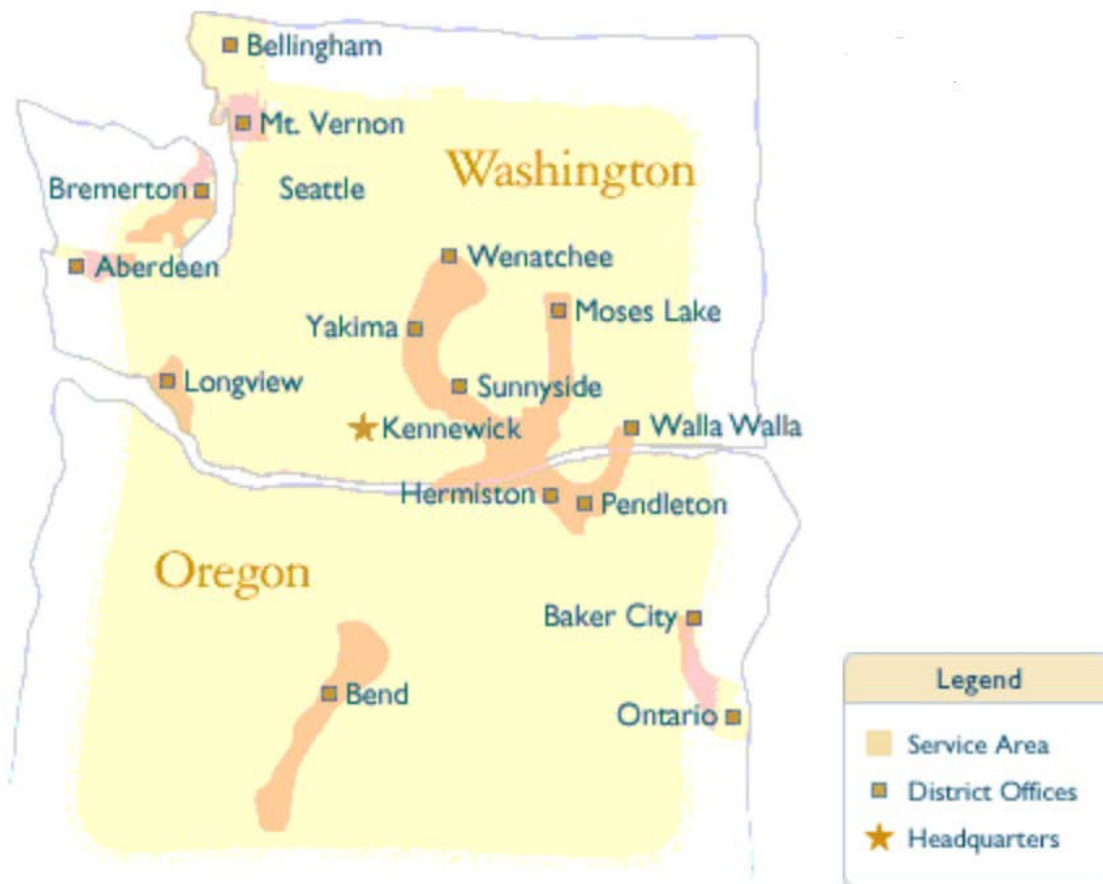 Bellingham
Mt. Vernon
Washington
Bremerton
Seattle
Wenatchee
Aberdeen
Moses Lake
Yakima
Longview
Sunnyside
Kennewick
Walla Walla
Hermiston
Pendleton
Oregon
Baker City
Bend
Ontario
Legend
Service Area
District Offices
Headquarters